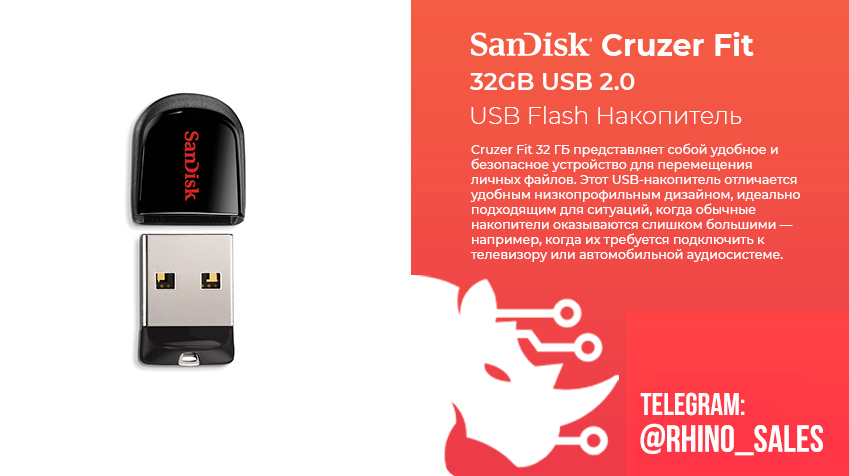 SanDisk
SanDisk® Cruzer Fit
32GB USB 2.0
USB Flash Накопитель
Cruzer Fit 32 ГБ представляет собой удобное и
безопасное устройство для перемещения
личных файлов. Этот USB-накопитель отличается
удобным низкопрофильным дизайном, идеально
подходящим для ситуаций, когда обычные
накопители оказываются слишком большими —
например, когда их требуется подключить к
телевизору или автомобильной аудиосистеме.
TELEGRAM:
@RHINO_SALES